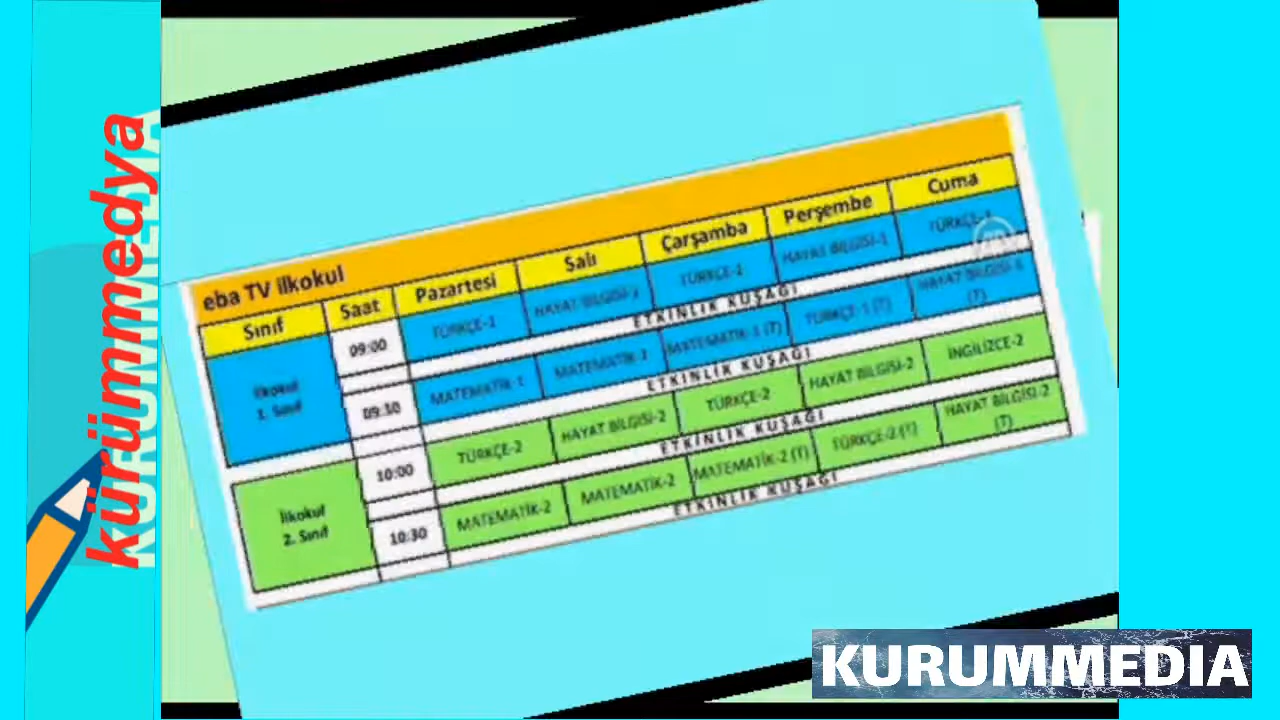 kürümmedya
KURUMMEDIA
eba TV ilkokul
Sınıf Saat Pazartesi Salı Çarşamba Perşembe Cuma
İlkokul
1. Sınıf
09:00 TÜRKÇE-1 HAYAT BİLGİSİ-1 TÜRKÇE-1 HAYAT BİLGİSİ-1 TÜRKÇE-1
ETKİNLİK KUŞAĞI
09:30 MATEMATİK-1 MATEMATİK-1 MATEMATİK-1 (T) TÜRKÇE-1 (T) HAYAT BİLGİSİ-1
(T)
ETKİNLİK KUŞAĞI
İlkokul
2. Sınıf
10:00 TÜRKÇE-2 HAYAT BİLGİSİ-2 TÜRKÇE-2 HAYAT BİLGİSİ-2 İNGİLİZCE-2
ETKİNLİK KUŞAĞI
10:30 MATEMATİK-2 MATEMATİK-2 MATEMATİK-2 (T) TÜRKÇE-2 (T) HAYAT BİLGİSİ-2
(T)
ETKİNLİK KUŞAĞI
KURUMMEDIA